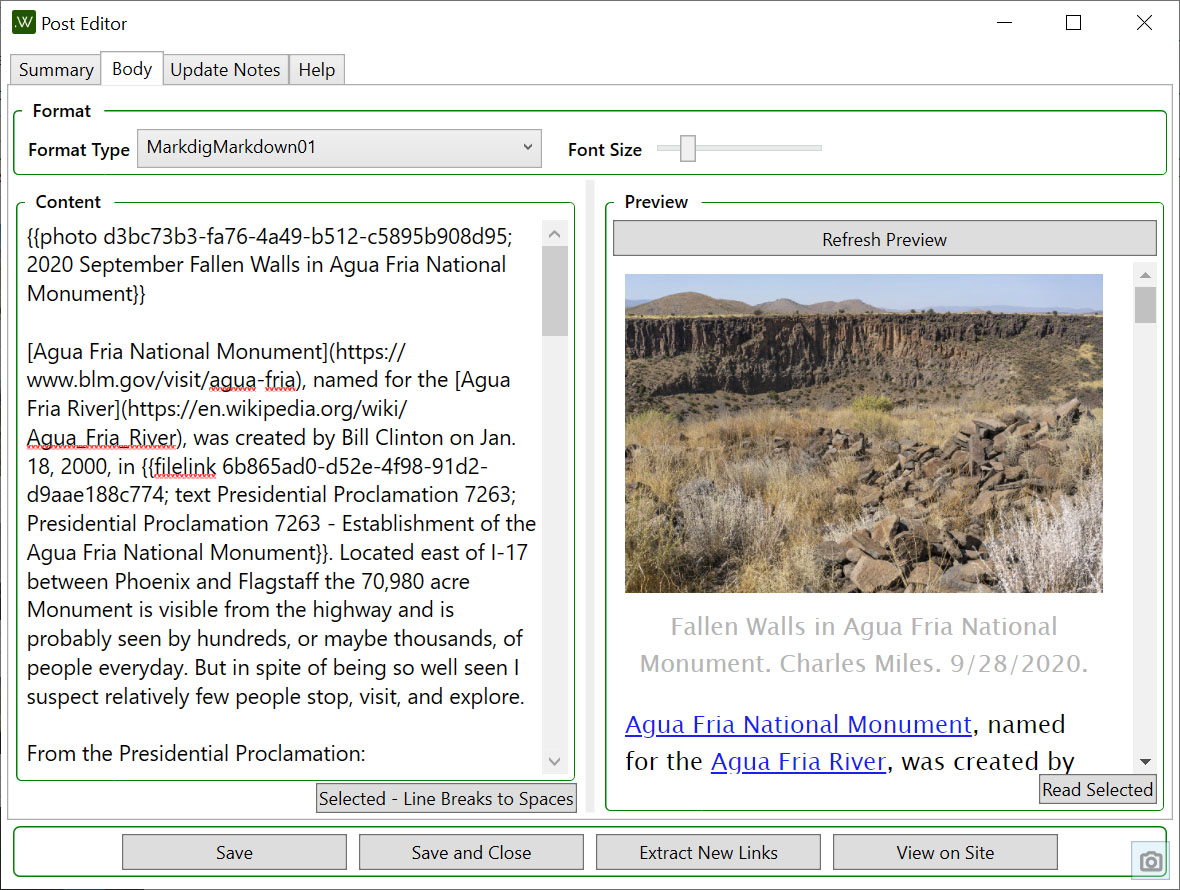 .W Post Editor
Summary
Body
Update Notes
Help
Format
Format Type
MarkdigMarkdown01
Font Size
Content
{{photo d3bc73b3-fa76-4a49-b512-c5895b908d95;
2020 September Fallen Walls in Agua Fria National
Monument}}
[Agua Fria National Monument](https://
www.blm.gov/visit/agua-fria), named for the [Agua
Fria River](https://en.wikipedia.org/wiki/
Agua_Fria_River), was created by Bill Clinton on Jan.
18, 2000, in {{filelink 6b865ad0-d52e-4f98-91d2-
d9aae188c774; text Presidential Proclamation 7263;
Presidential Proclamation 7263 - Establishment of the
Agua Fria National Monument}}. Located east of I-17
between Phoenix and Flagstaff the 70,980 acre
Monument is visible from the highway and is
probably seen by hundreds, or maybe thousands, of
people everyday. But in spite of being so well seen I
suspect relatively few people stop, visit, and explore.
From the Presidential Proclamation:
Selected - Line Breaks to Spaces
Preview
Refresh Preview
Fallen Walls in Agua Fria National
Monument. Charles Miles. 9/28/2020.
Agua Fria National Monument, named
for the Agua Fria River, was created by
Read Selected
Save
Save and Close
Extract New Links
View on Site